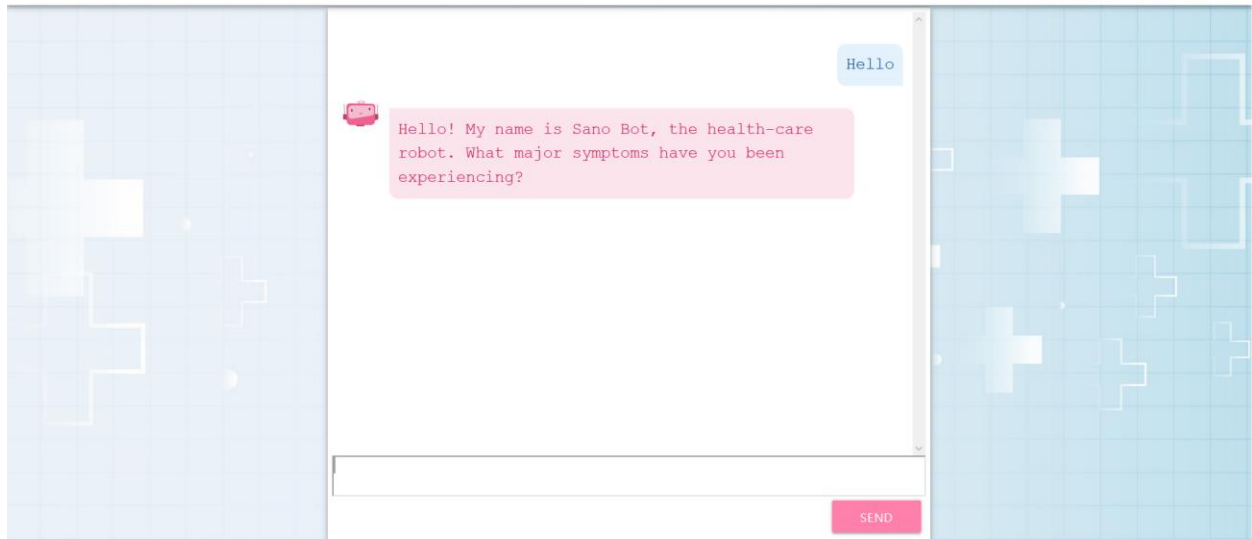 Hello
Hello! My name is Sano Bot, the health-care
robot. What major symptoms have you been
experiencing?
SEND